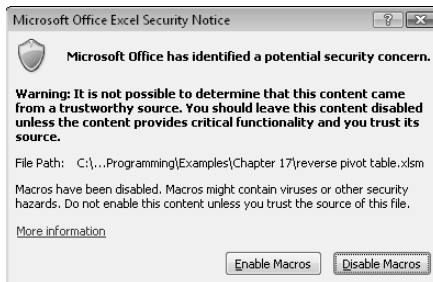 Microsoft Office Excel Security Notice
Microsoft Office has identified a potential security concern.
Warning: It is not possible to determine that this content came
from a trustworthy source. You should leave this content disabled
unless the content provides critical functionality and you trust its
source.
File Path: C:\...Programming\Examples\Chapter 17\reverse pivot table.xlsm
Macros have been disabled. Macros might contain viruses or other security
hazards. Do not enable this content unless you trust the source of this file.
More information
Enable Macros Disable Macros